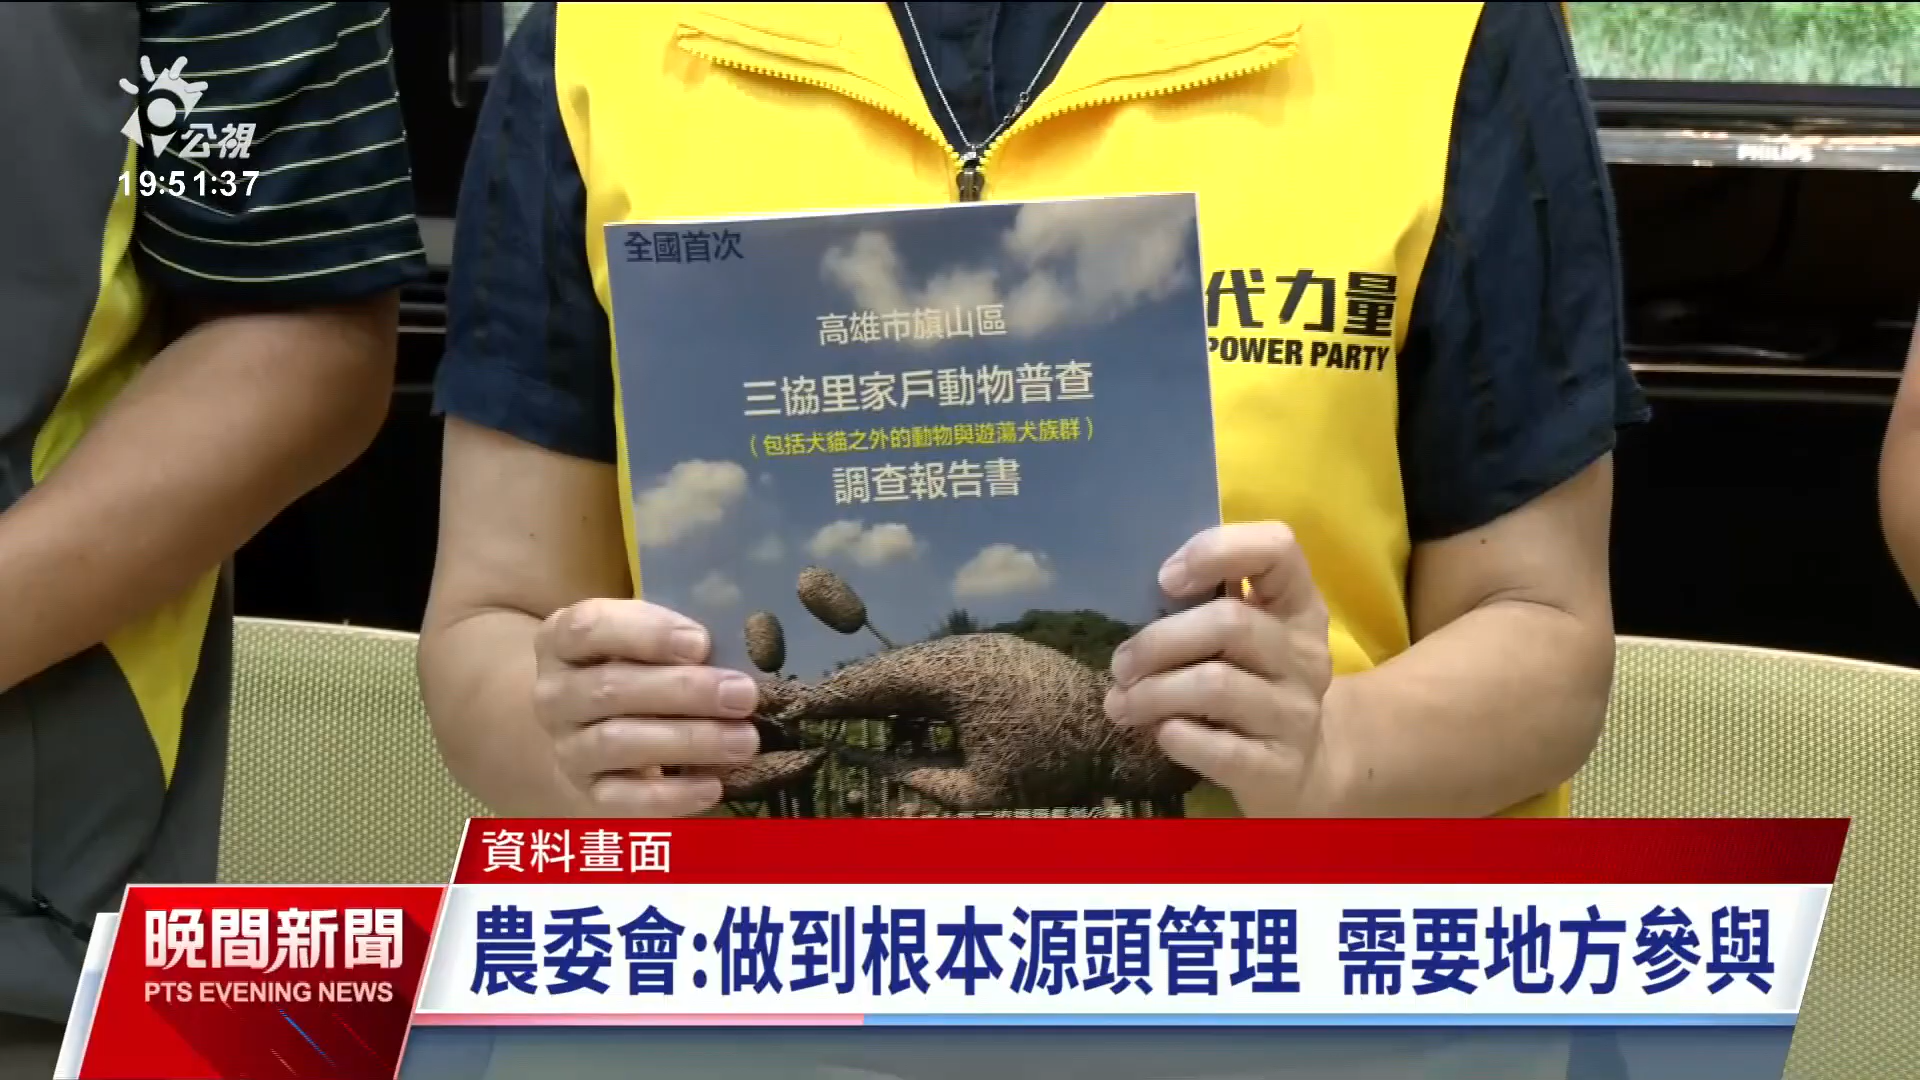 公視
19:51:37
PHILIPS
全國首次
高雄市旗山區
三協里家戶動物普查
（包括犬貓之外的動物與遊蕩犬族群）
調查報告書
代力量
POWER PARTY
資料畫面
晚間新聞
PTS EVENING NEWS
農委會:做到根本源頭管理 需要地方參與